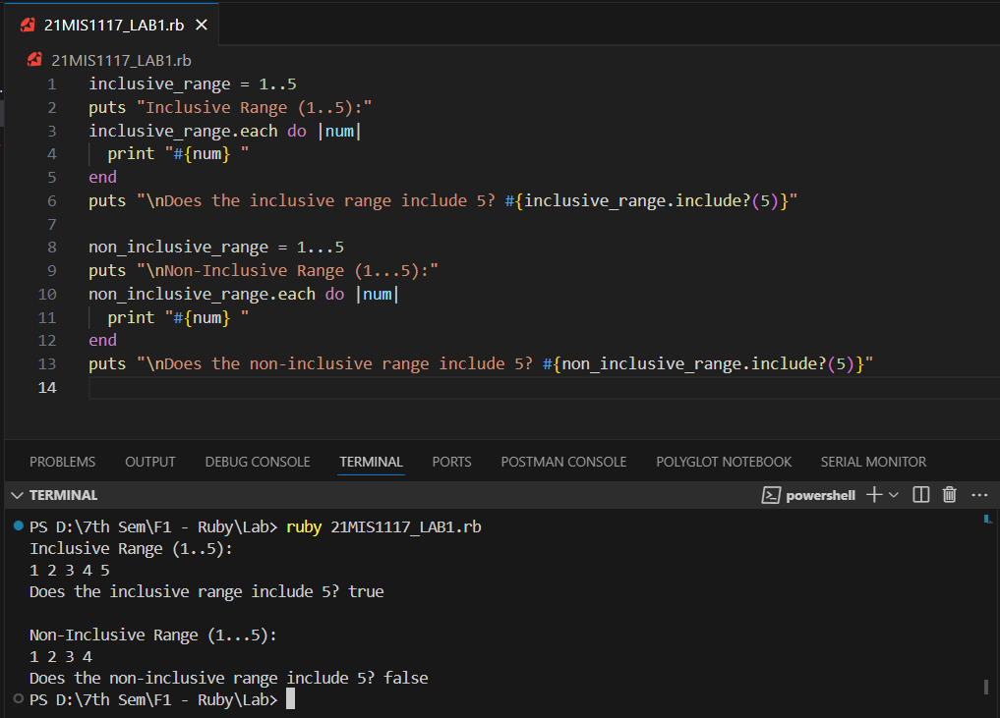 21MIS1117_LAB1.rb
21MIS1117_LAB1.rb
1 inclusive_range = 1..5
2 puts "Inclusive Range (1..5):"
3 inclusive_range.each do |num|
4   print "#{num} "
5 end
6 puts "\nDoes the inclusive range include 5? #{inclusive_range.include?(5)}"
7
8 non_inclusive_range = 1...5
9 puts "\nNon-Inclusive Range (1...5):"
10 non_inclusive_range.each do |num|
11   print "#{num} "
12 end
13 puts "\nDoes the non-inclusive range include 5? #{non_inclusive_range.include?(5)}"
14
PROBLEMS OUTPUT DEBUG CONSOLE TERMINAL PORTS POSTMAN CONSOLE POLYGLOT NOTEBOOK SERIAL MONITOR
TERMINAL powershell
PS D:\7th Sem\F1 - Ruby\Lab> ruby 21MIS1117_LAB1.rb
Inclusive Range (1..5):
1 2 3 4 5
Does the inclusive range include 5? true
Non-Inclusive Range (1...5):
1 2 3 4
Does the non-inclusive range include 5? false
PS D:\7th Sem\F1 - Ruby\Lab>